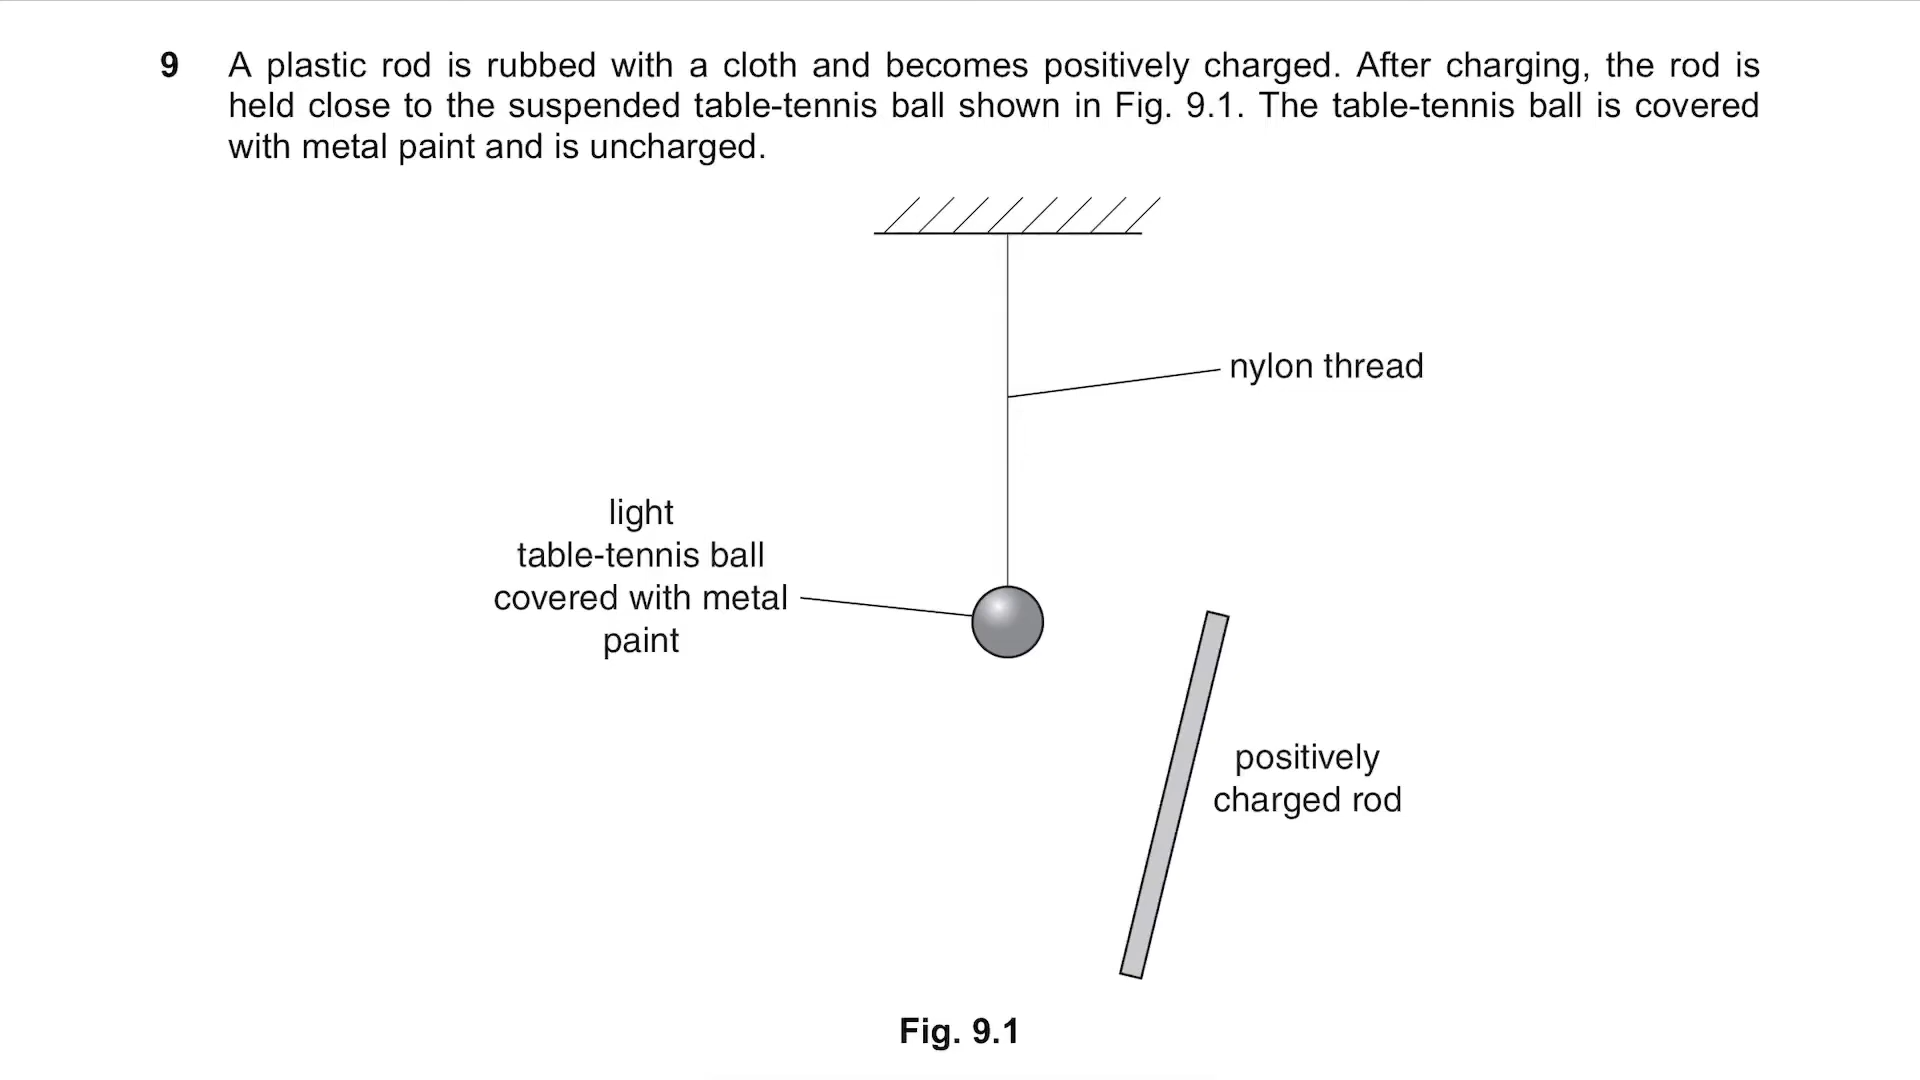 9 A plastic rod is rubbed with a cloth and becomes positively charged. After charging, the rod is
held close to the suspended table-tennis ball shown in Fig. 9.1. The table-tennis ball is covered
with metal paint and is uncharged.
nylon thread
light
table-tennis ball
covered with metal
paint
positively
charged rod
Fig. 9.1